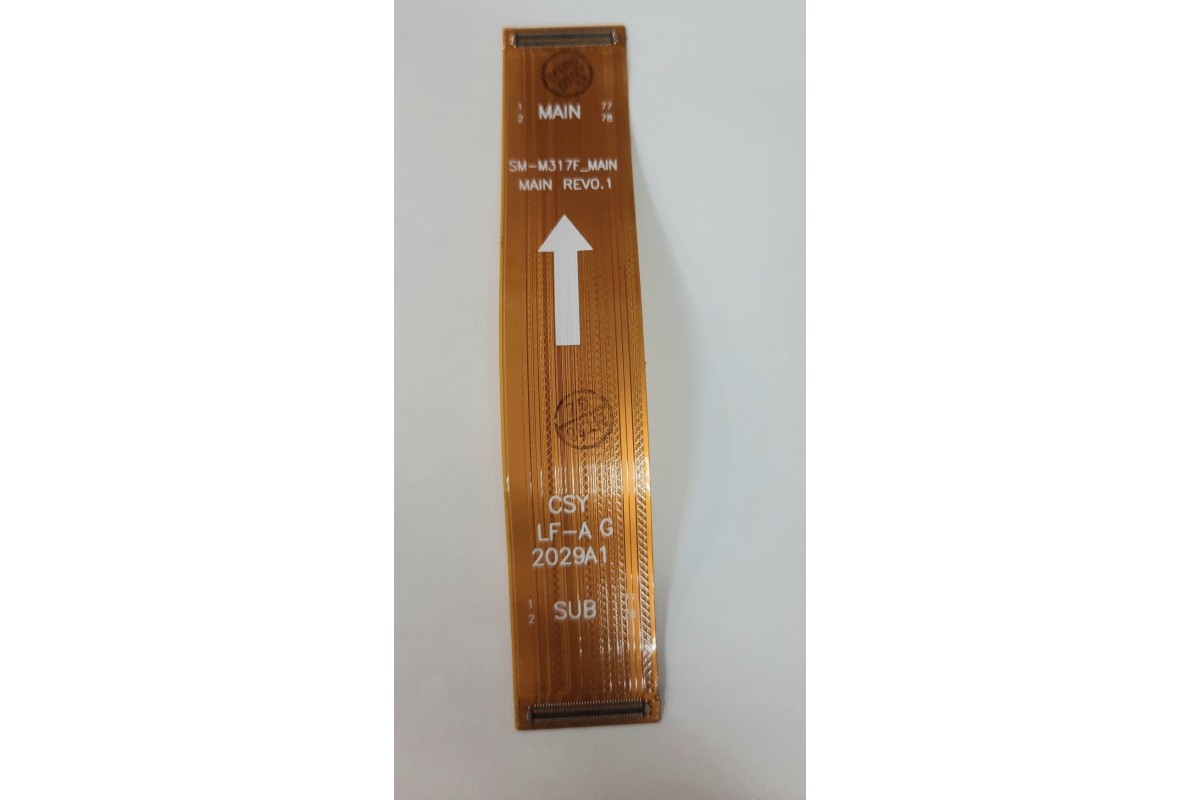 1 MAIN 77
2 78
SM-M317F_MAIN
MAIN REV0.1
CSY
LF-A G
2029A1
1 SUB
2